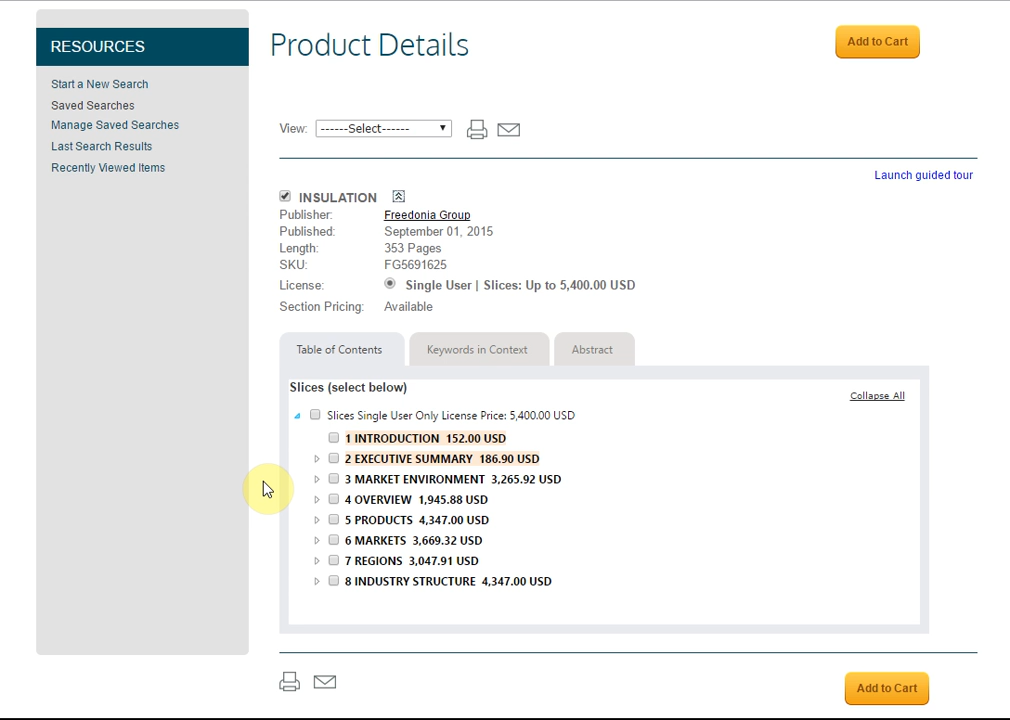 RESOURCES
Start a New Search
Saved Searches
Manage Saved Searches
Last Search Results
Recently Viewed Items
Product Details
Add to Cart
View: ------Select------
Launch guided tour
INSULATION
Publisher: Freedonia Group
Published: September 01, 2015
Length: 353 Pages
SKU: FG5691625
License: Single User | Slices: Up to 5,400.00 USD
Section Pricing: Available
Table of Contents
Keywords in Context
Abstract
Slices (select below)
Collapse All
Slices Single User Only License Price: 5,400.00 USD
1 INTRODUCTION 152.00 USD
2 EXECUTIVE SUMMARY 186.90 USD
3 MARKET ENVIRONMENT 3,265.92 USD
4 OVERVIEW 1,945.88 USD
5 PRODUCTS 4,347.00 USD
6 MARKETS 3,669.32 USD
7 REGIONS 3,047.91 USD
8 INDUSTRY STRUCTURE 4,347.00 USD
Add to Cart